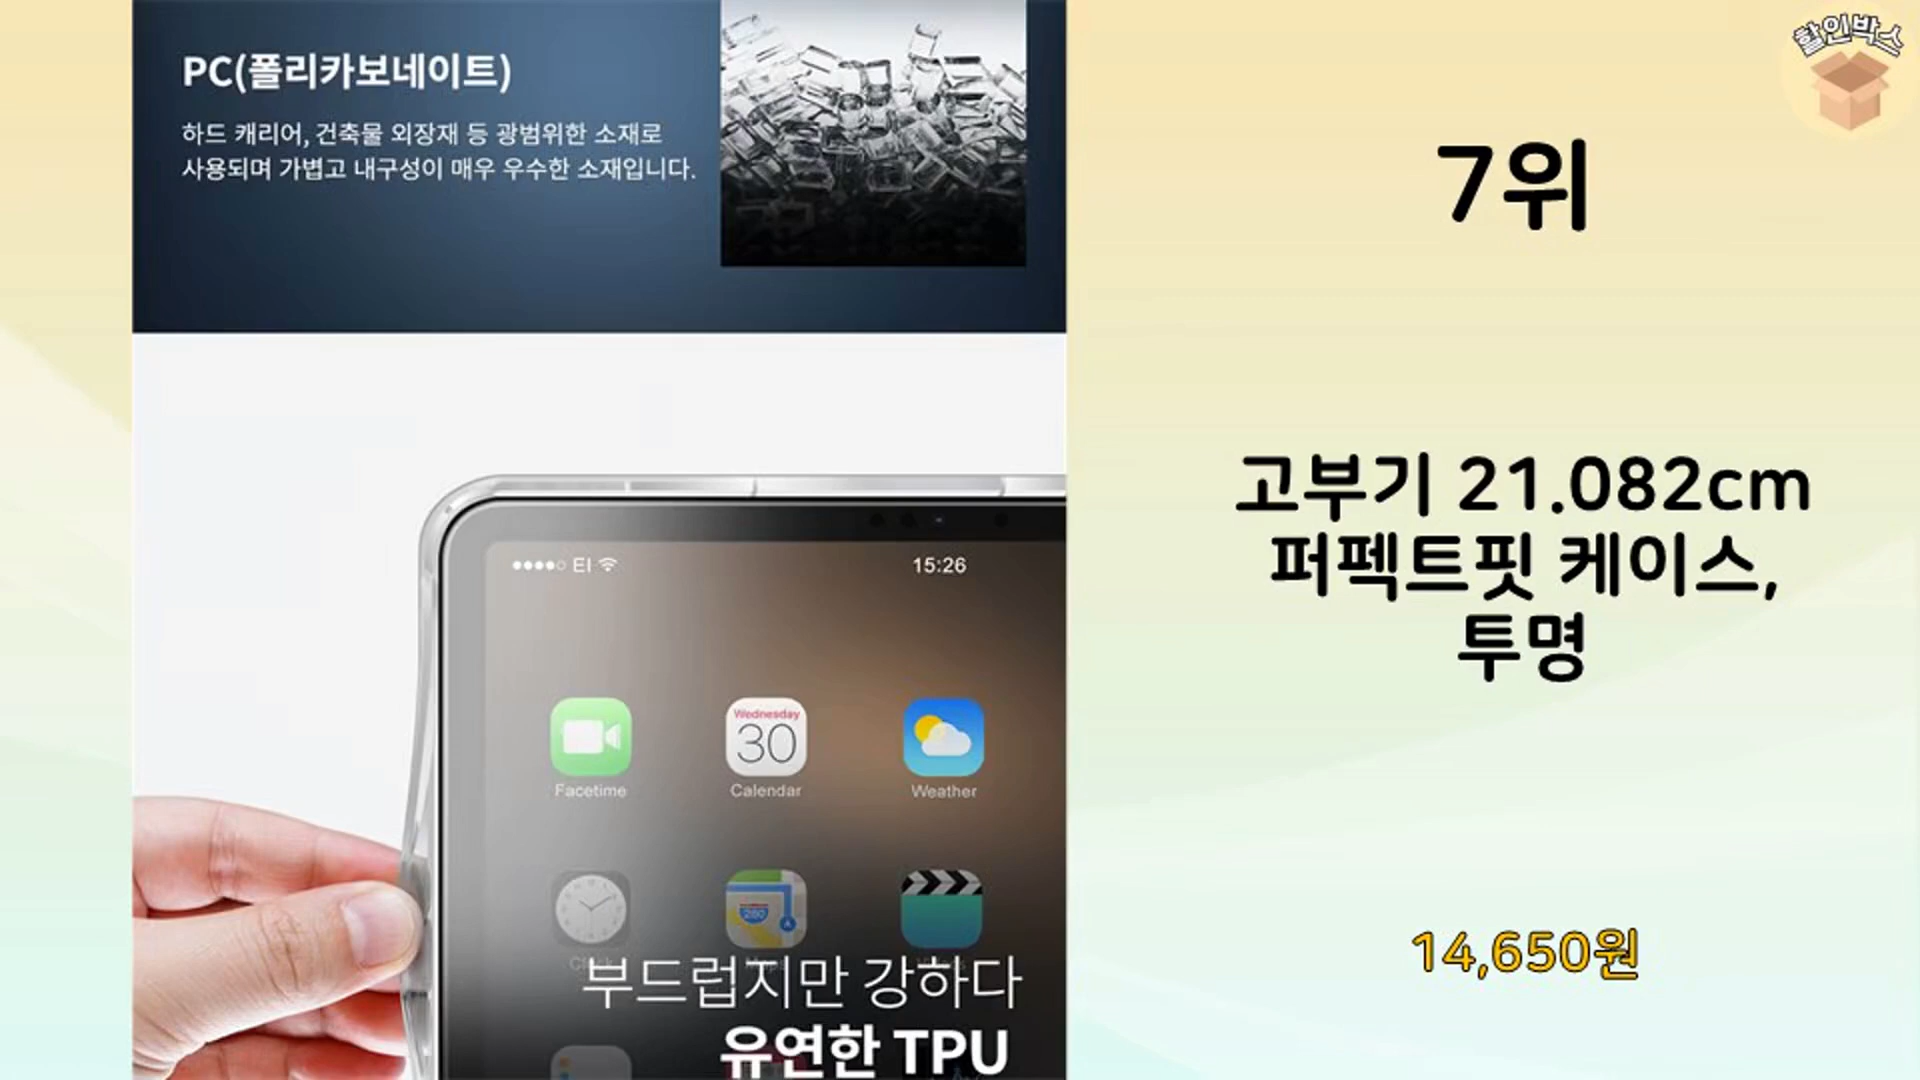 PC(폴리카보네이트)
하드 캐리어, 건축물 외장재 등 광범위한 소재로
사용되며 가볍고 내구성이 매우 우수한 소재입니다.
EI
15:26
Wednesday
30
Facetime
Calendar
Weather
280
Clock
Maps
Videos
부드럽지만 강하다
유연한 TPU
할인박스
7위
고부기 21.082cm
퍼펙트핏 케이스,
투명
14,650원